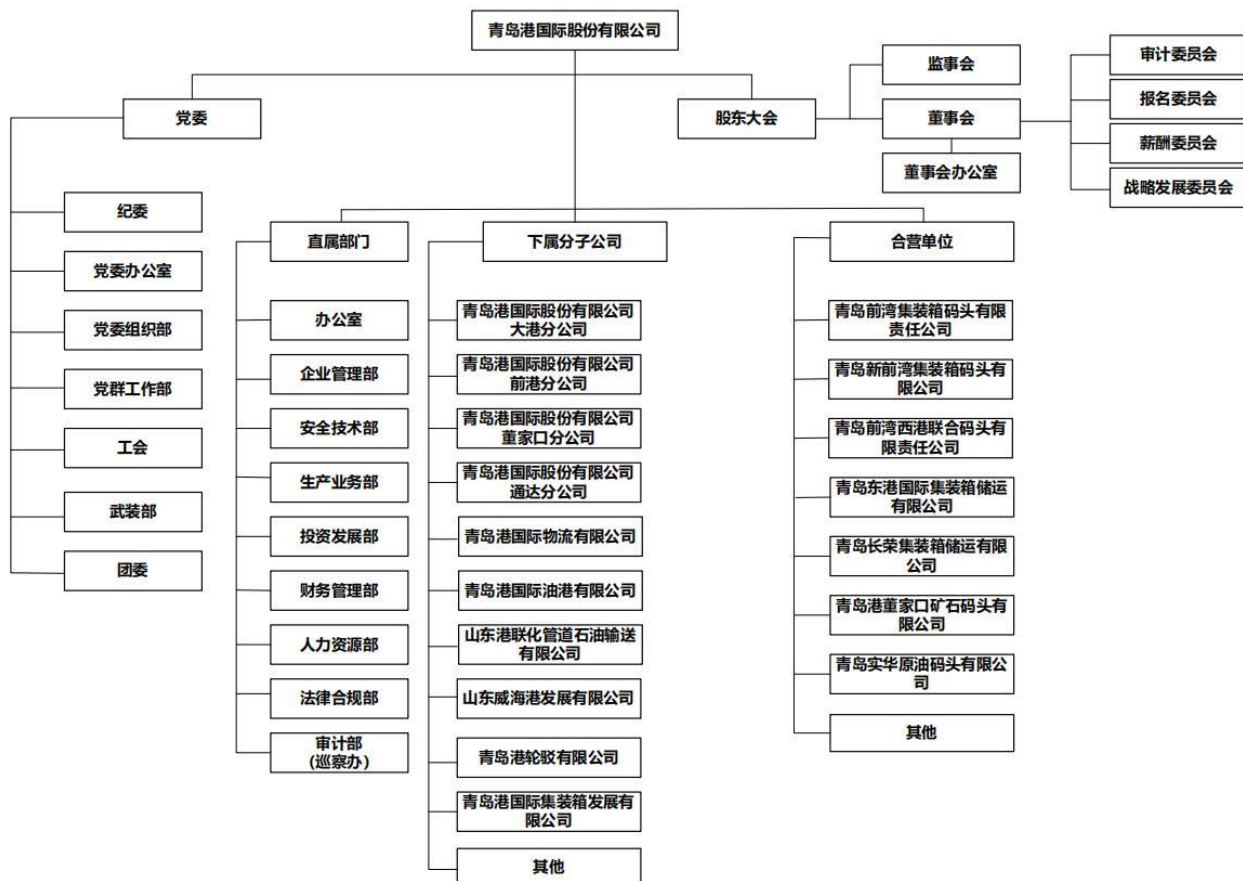 青岛港国际股份有限公司
党委
股东大会
监事会
董事会
董事会办公室
审计委员会
报名委员会
薪酬委员会
战略发展委员会
纪委
党委办公室
党委组织部
党群工作部
工会
武装部
团委
直属部门
办公室
企业管理部
安全技术部
生产业务部
投资发展部
财务管理部
人力资源部
法律合规部
审计部
(巡察办)
下属分子公司
青岛港国际股份有限公司
大港分公司
青岛港国际股份有限公司
前港分公司
青岛港国际股份有限公司
董家口分公司
青岛港国际股份有限公司
通达分公司
青岛港国际物流有限公司
青岛港国际油港有限公司
山东港联化管道石油输送
有限公司
山东威海港发展有限公司
青岛港轮驳有限公司
青岛港国际集装箱发展有
限公司
其他
合营单位
青岛前湾集装箱码头有限
责任公司
青岛新前湾集装箱码头有
限公司
青岛前湾西港联合码头有
限责任公司
青岛东港国际集装箱储运
有限公司
青岛长荣集装箱储运有限
公司
青岛港董家口矿石码头有
限公司
青岛实华原油码头有限公
司
其他